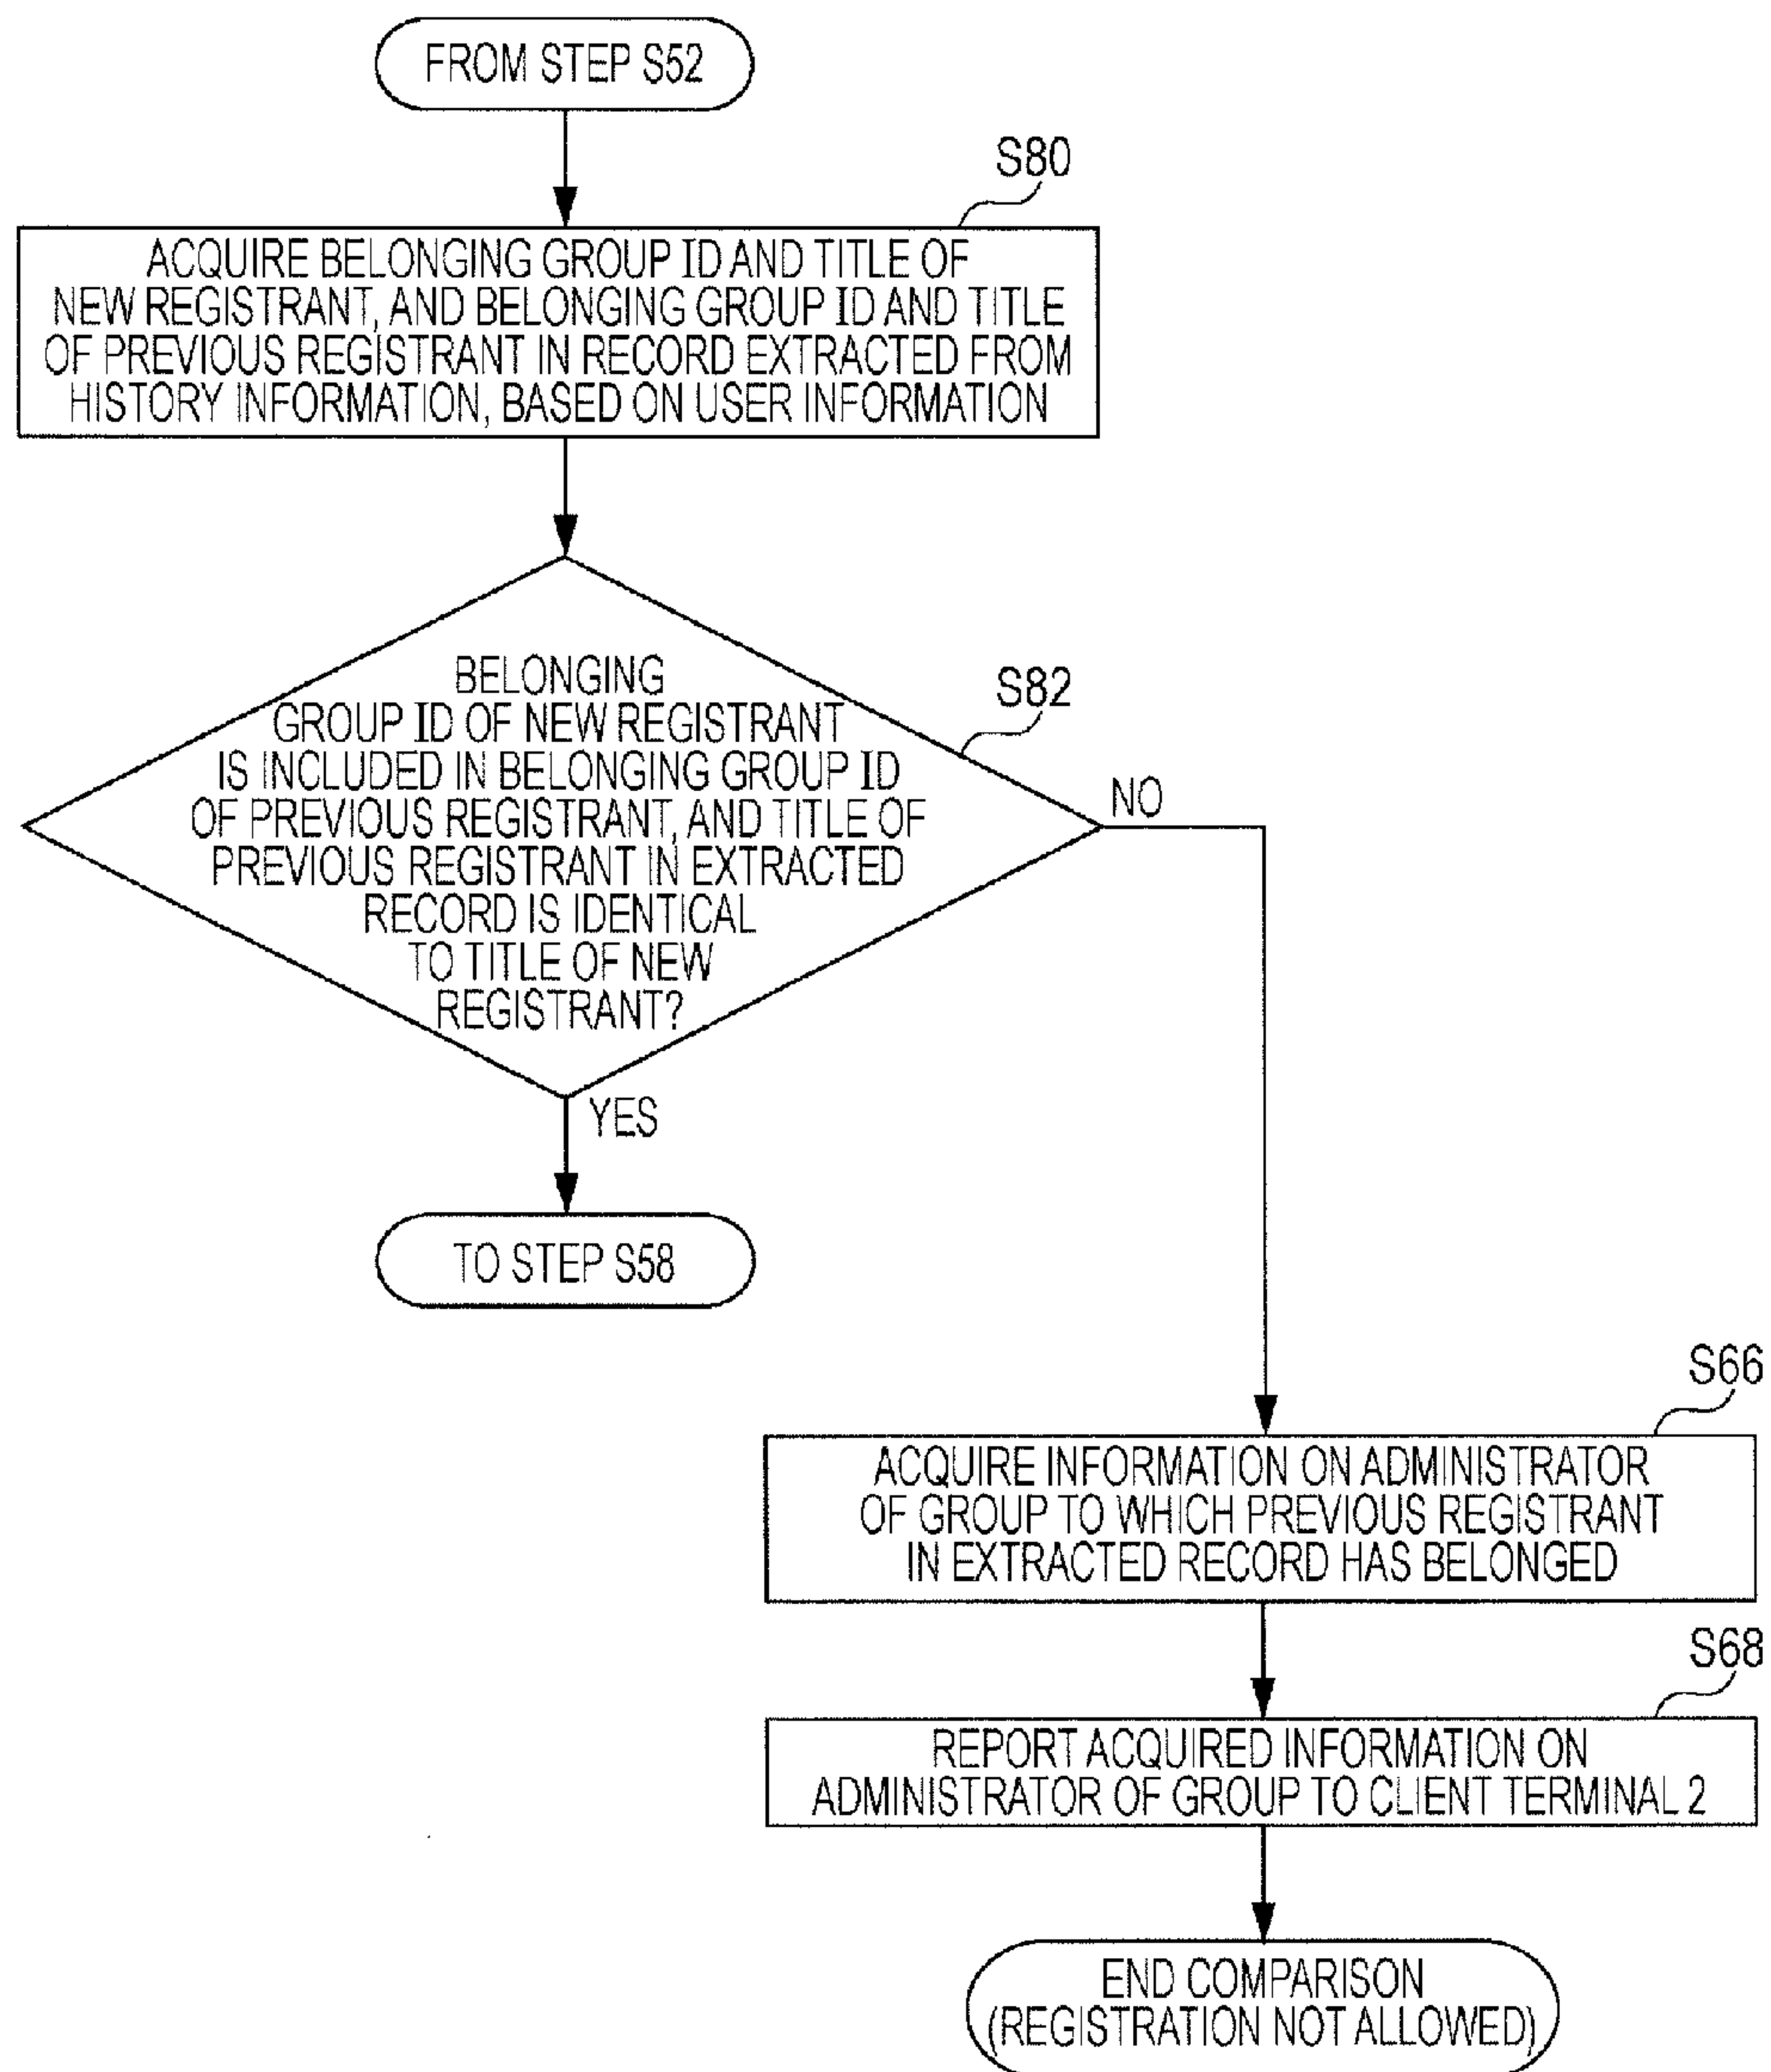 FROM STEP S52
S80
ACQUIRE BELONGING GROUP ID AND TITLE OF
NEW REGISTRANT, AND BELONGING GROUP ID AND TITLE
OF PREVIOUS REGISTRANT IN RECORD EXTRACTED FROM
HISTORY INFORMATION, BASED ON USER INFORMATION
S82
BELONGING
GROUP ID OF NEW REGISTRANT
IS INCLUDED IN BELONGING GROUP ID
OF PREVIOUS REGISTRANT, AND TITLE OF
PREVIOUS REGISTRANT IN EXTRACTED
RECORD IS IDENTICAL
TO TITLE OF NEW
REGISTRANT?
NO
YES
TO STEP S58
S66
ACQUIRE INFORMATION ON ADMINISTRATOR
OF GROUP TO WHICH PREVIOUS REGISTRANT
IN EXTRACTED RECORD HAS BELONGED
S68
REPORT ACQUIRED INFORMATION ON
ADMINISTRATOR OF GROUP TO CLIENT TERMINAL 2
END COMPARISON
(REGISTRATION NOT ALLOWED)